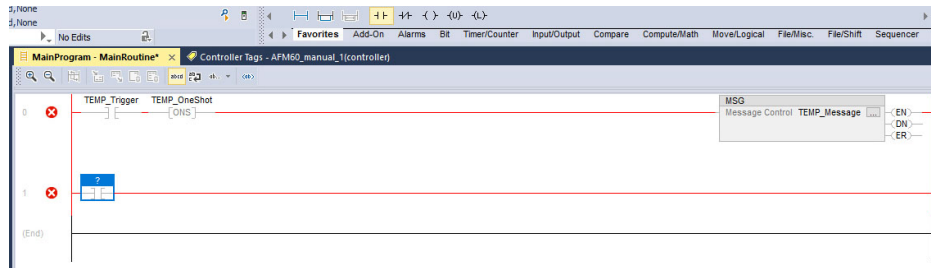 d,None
d,None
No Edits
Favorites Add-On Alarms Bit Timer/Counter Input/Output Compare Compute/Math Move/Logical File/Misc. File/Shift Sequencer
MainProgram - MainRoutine* × Controller Tags - AFM60_manual_1(controller)
0 TEMP_Trigger TEMP_OneShot
ONS
MSG
Message Control TEMP_Message ...
EN
DN
ER
1 ?
(End)